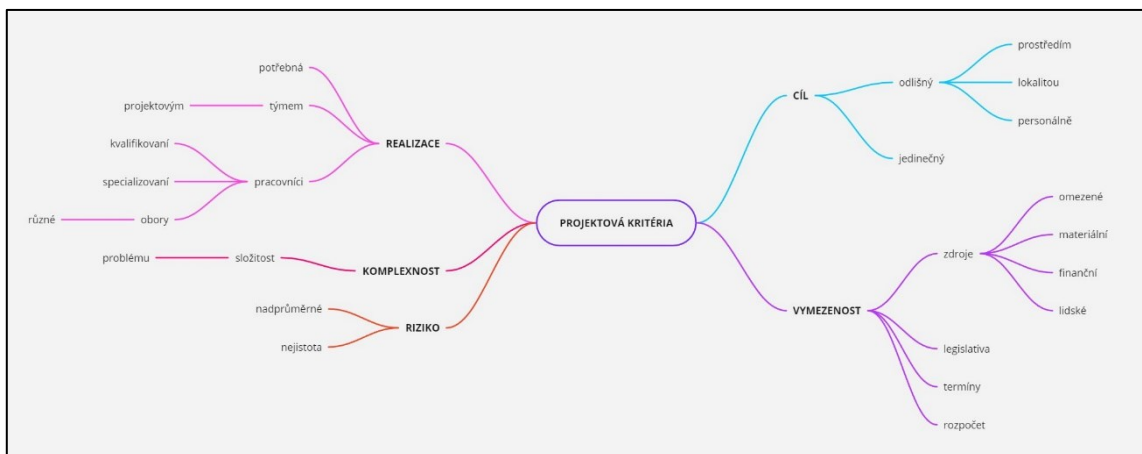 PROJEKTOVÁ KRITÉRIA
CÍL
odlišný
prostředím
lokalitou
personálně
jedinečný
VYMEZENOST
zdroje
omezené
materiální
finanční
lidské
legislativa
termíny
rozpočet
REALIZACE
potřebná
týmem
projektovým
pracovníci
kvalifikovaní
specializovaní
obory
různé
KOMPLEXNOST
složitost
problému
RIZIKO
nadprůměrné
nejistota